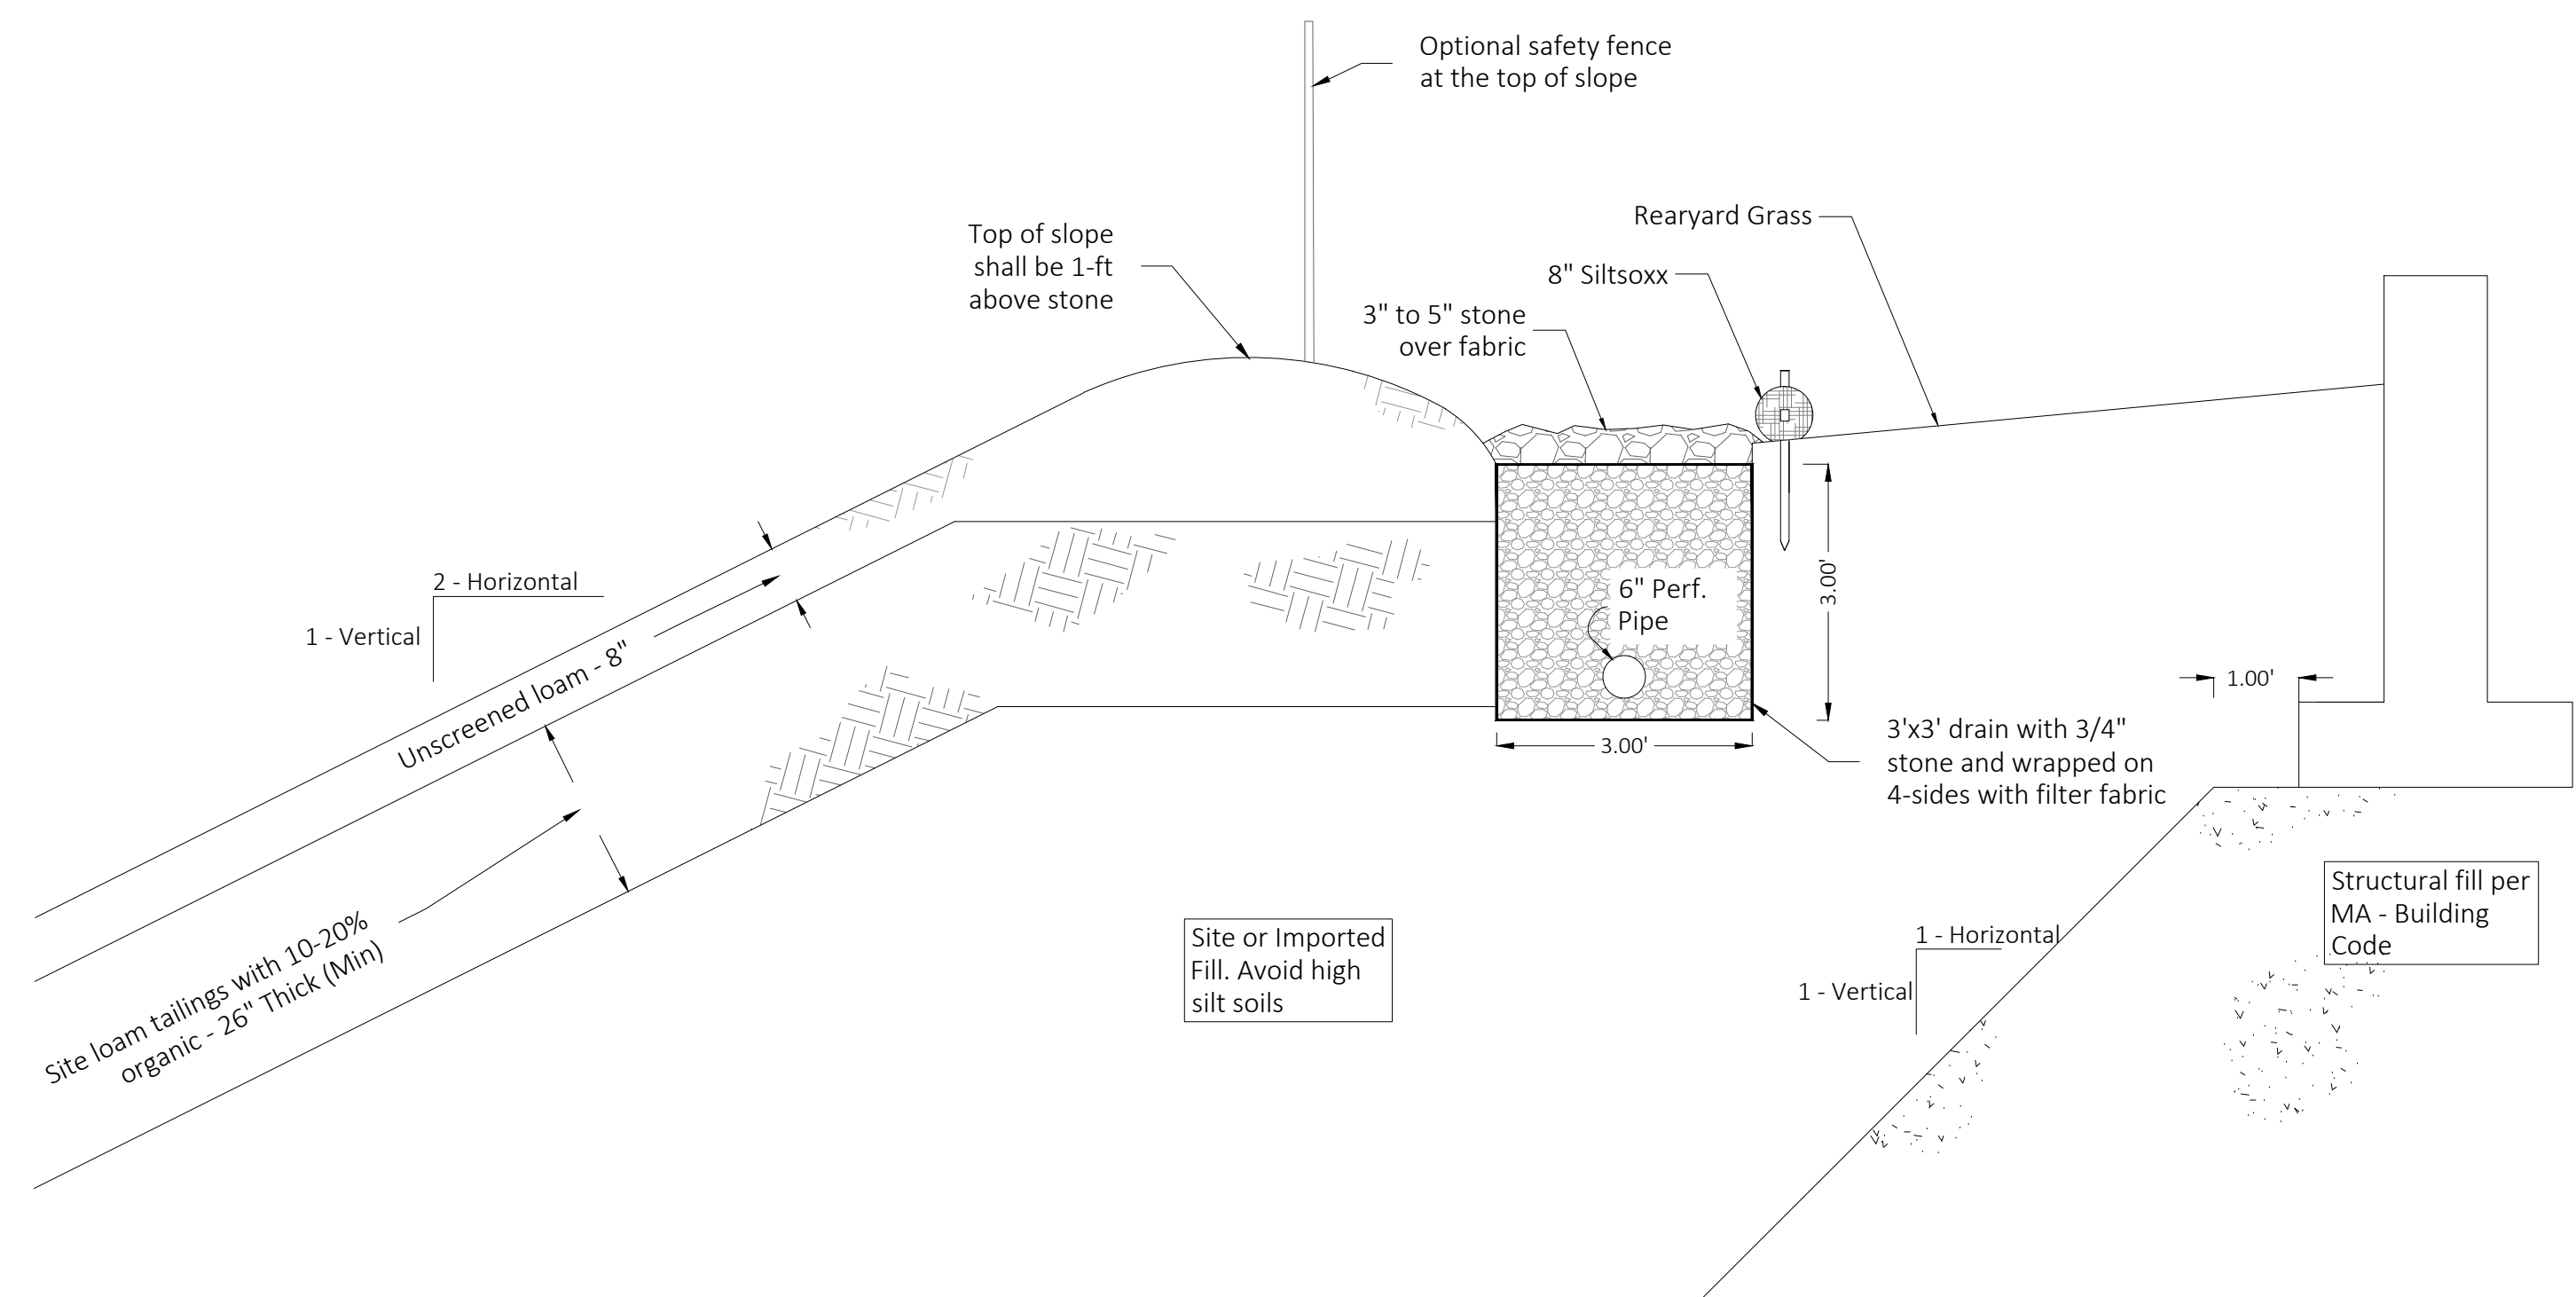 Optional safety fence
at the top of slope
Rearyard Grass
Top of slope
shall be 1-ft
above stone
8" Siltsoxx
3" to 5" stone
over fabric
2 - Horizontal
1 - Vertical
6" Perf.
Pipe
3.00'
3.00'
1.00'
Unscreened loam - 8"
3'x3' drain with 3/4"
stone and wrapped on
4-sides with filter fabric
Structural fill per
MA - Building
Code
Site or Imported
Fill. Avoid high
silt soils
1 - Horizontal
1 - Vertical
Site loam tailings with 10-20%
organic - 26" Thick (Min)